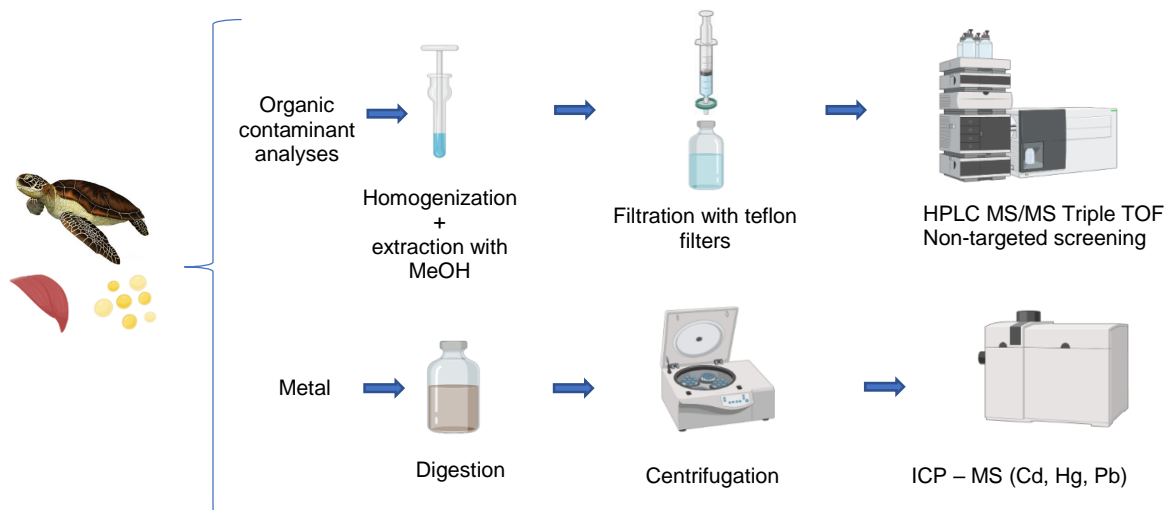 Organic
contaminant
analyses
Homogenization
+
extraction with
MeOH
Filtration with teflon
filters
HPLC MS/MS Triple TOF
Non-targeted screening
Metal
Digestion
Centrifugation
ICP – MS (Cd, Hg, Pb)